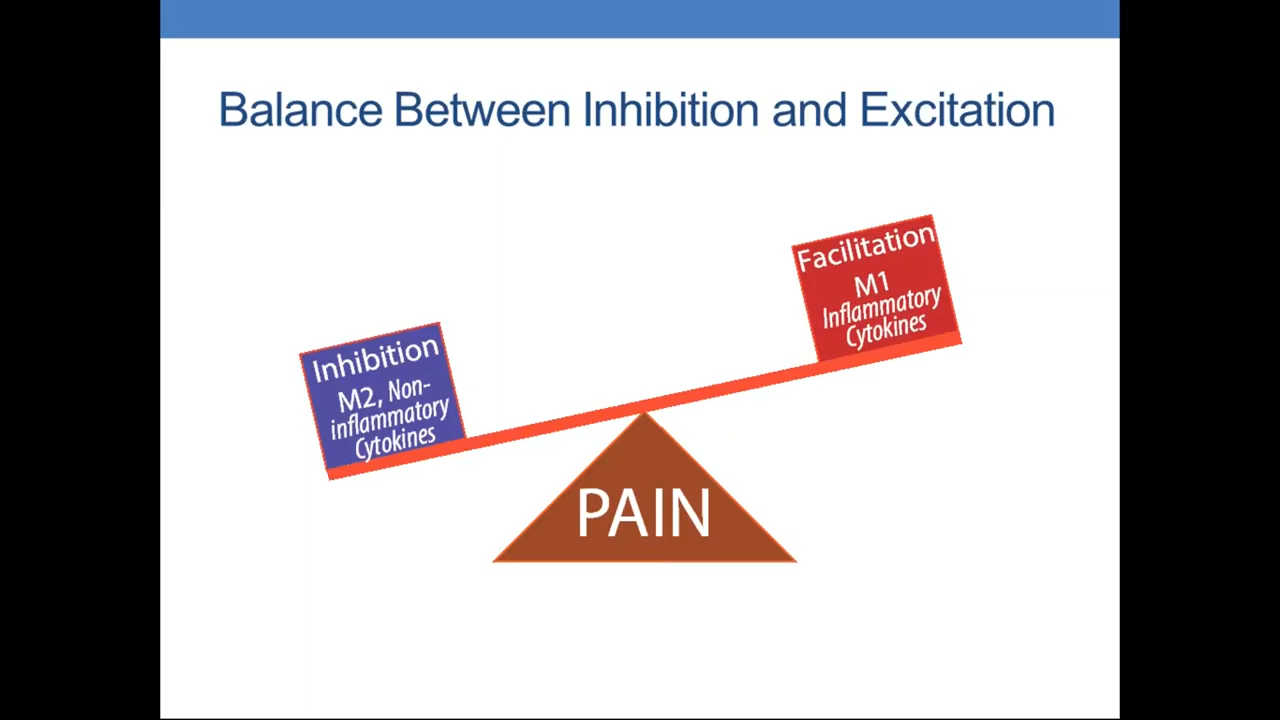 Balance Between Inhibition and Excitation
Facilitation
M1
Inflammatory
Cytokines
Inhibition
M2, Non-
inflammatory
Cytokines
PAIN